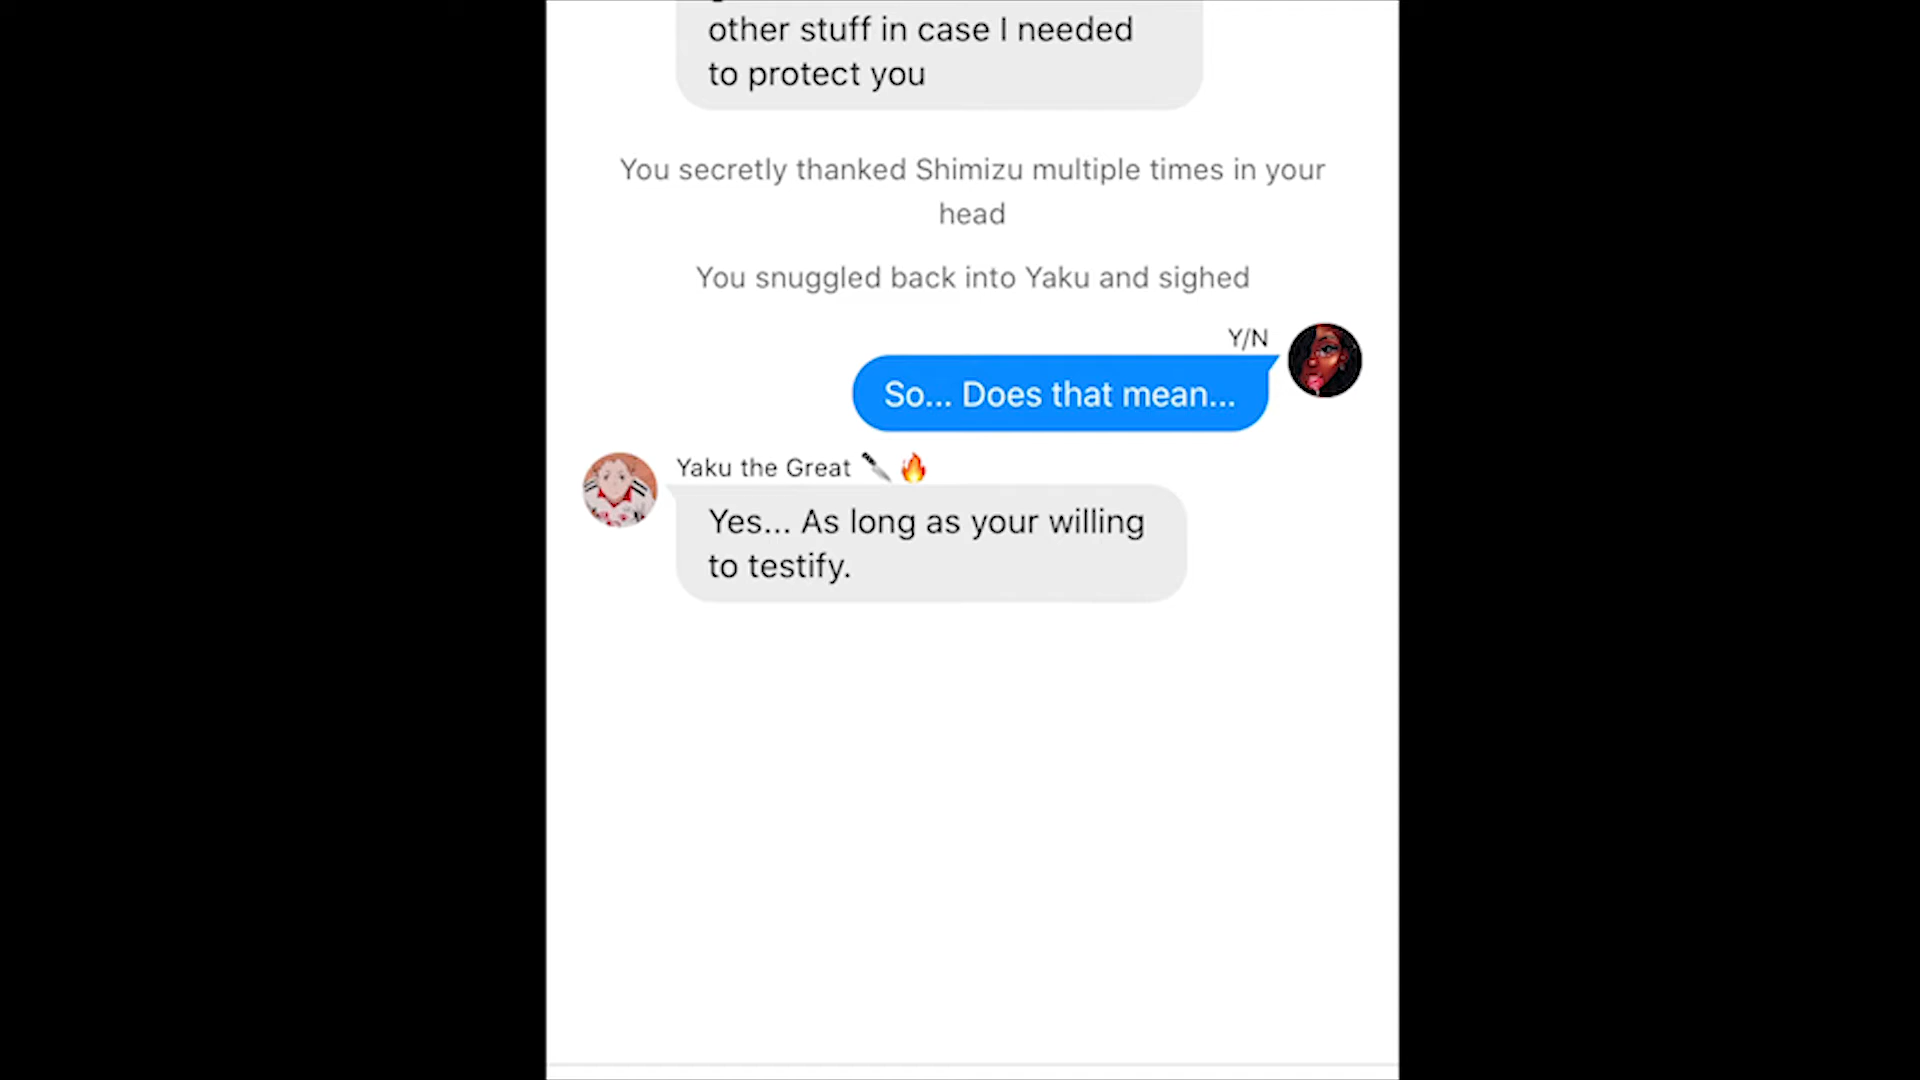 other stuff in case I needed
to protect you
You secretly thanked Shimizu multiple times in your
head
You snuggled back into Yaku and sighed
Y/N
So... Does that mean...
Yaku the Great 🔪 🔥
Yes... As long as your willing
to testify.